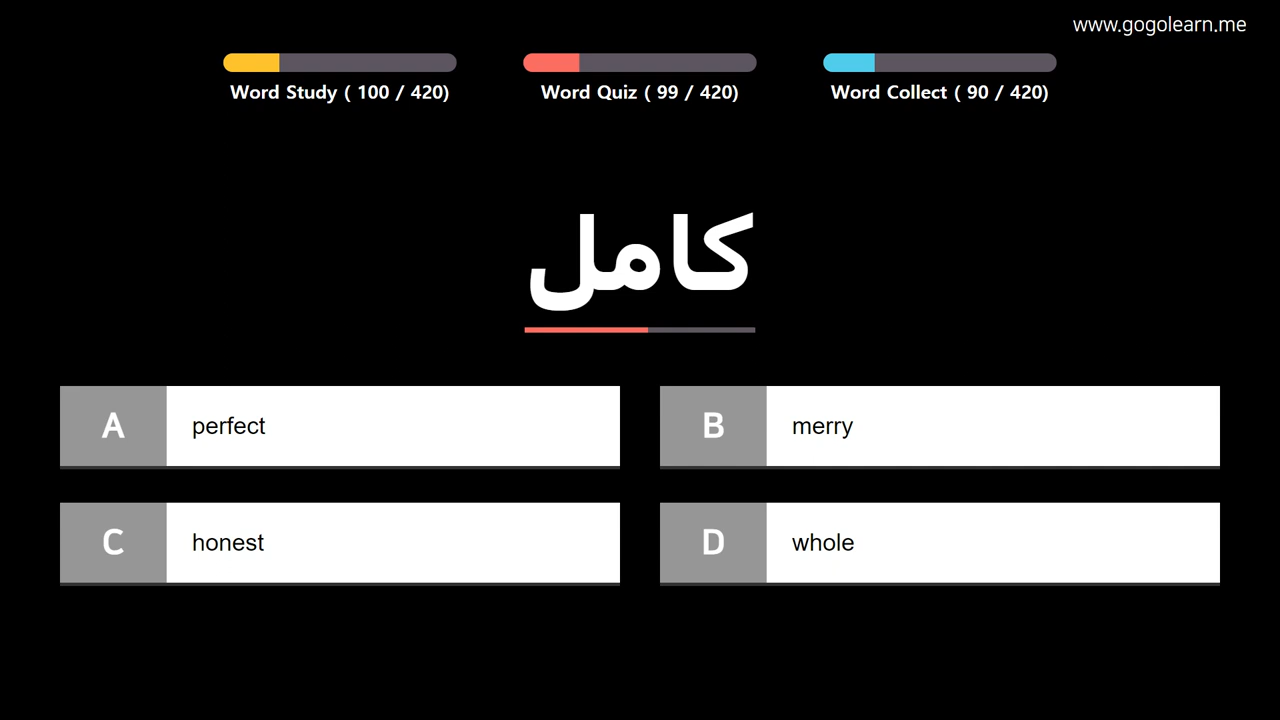 www.gogolearn.me
Word Study ( 100 / 420)
Word Quiz ( 99 / 420)
Word Collect ( 90 / 420)
كامل
A perfect
B merry
C honest
D whole